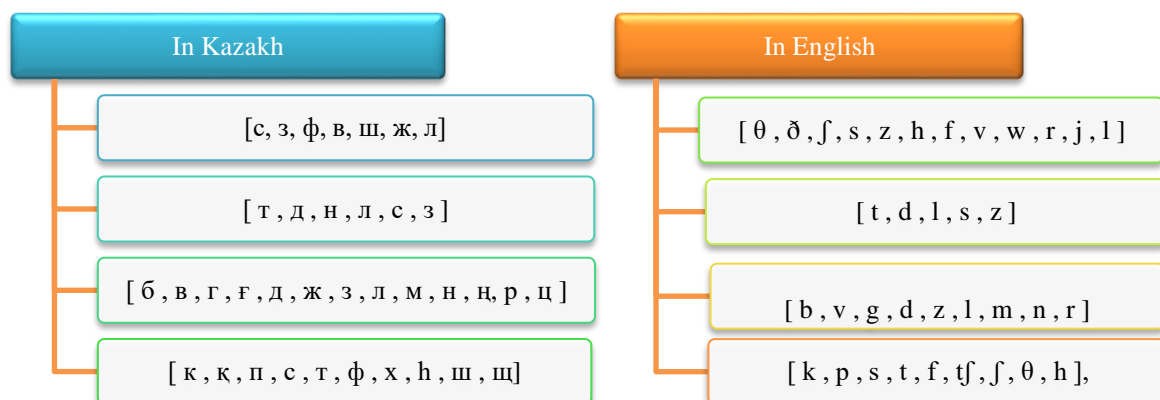 In Kazakh
[с, з, ф, в, ш, ж, л]
[ т , д , н , л , с , з ]
[ б , в , г , ғ , д , ж , з , л , м , н , ң, р , ц ]
[ к , қ , п , с , т , ф , х , һ , ш , щ]
In English
[ θ , ð , ʃ , s , z , h , f , v , w , r , j , l ]
[ t , d , l , s , z ]
[ b , v , g , d , z , l , m , n , r ]
[ k , p , s , t , f , tʃ , ʃ , θ , h ],